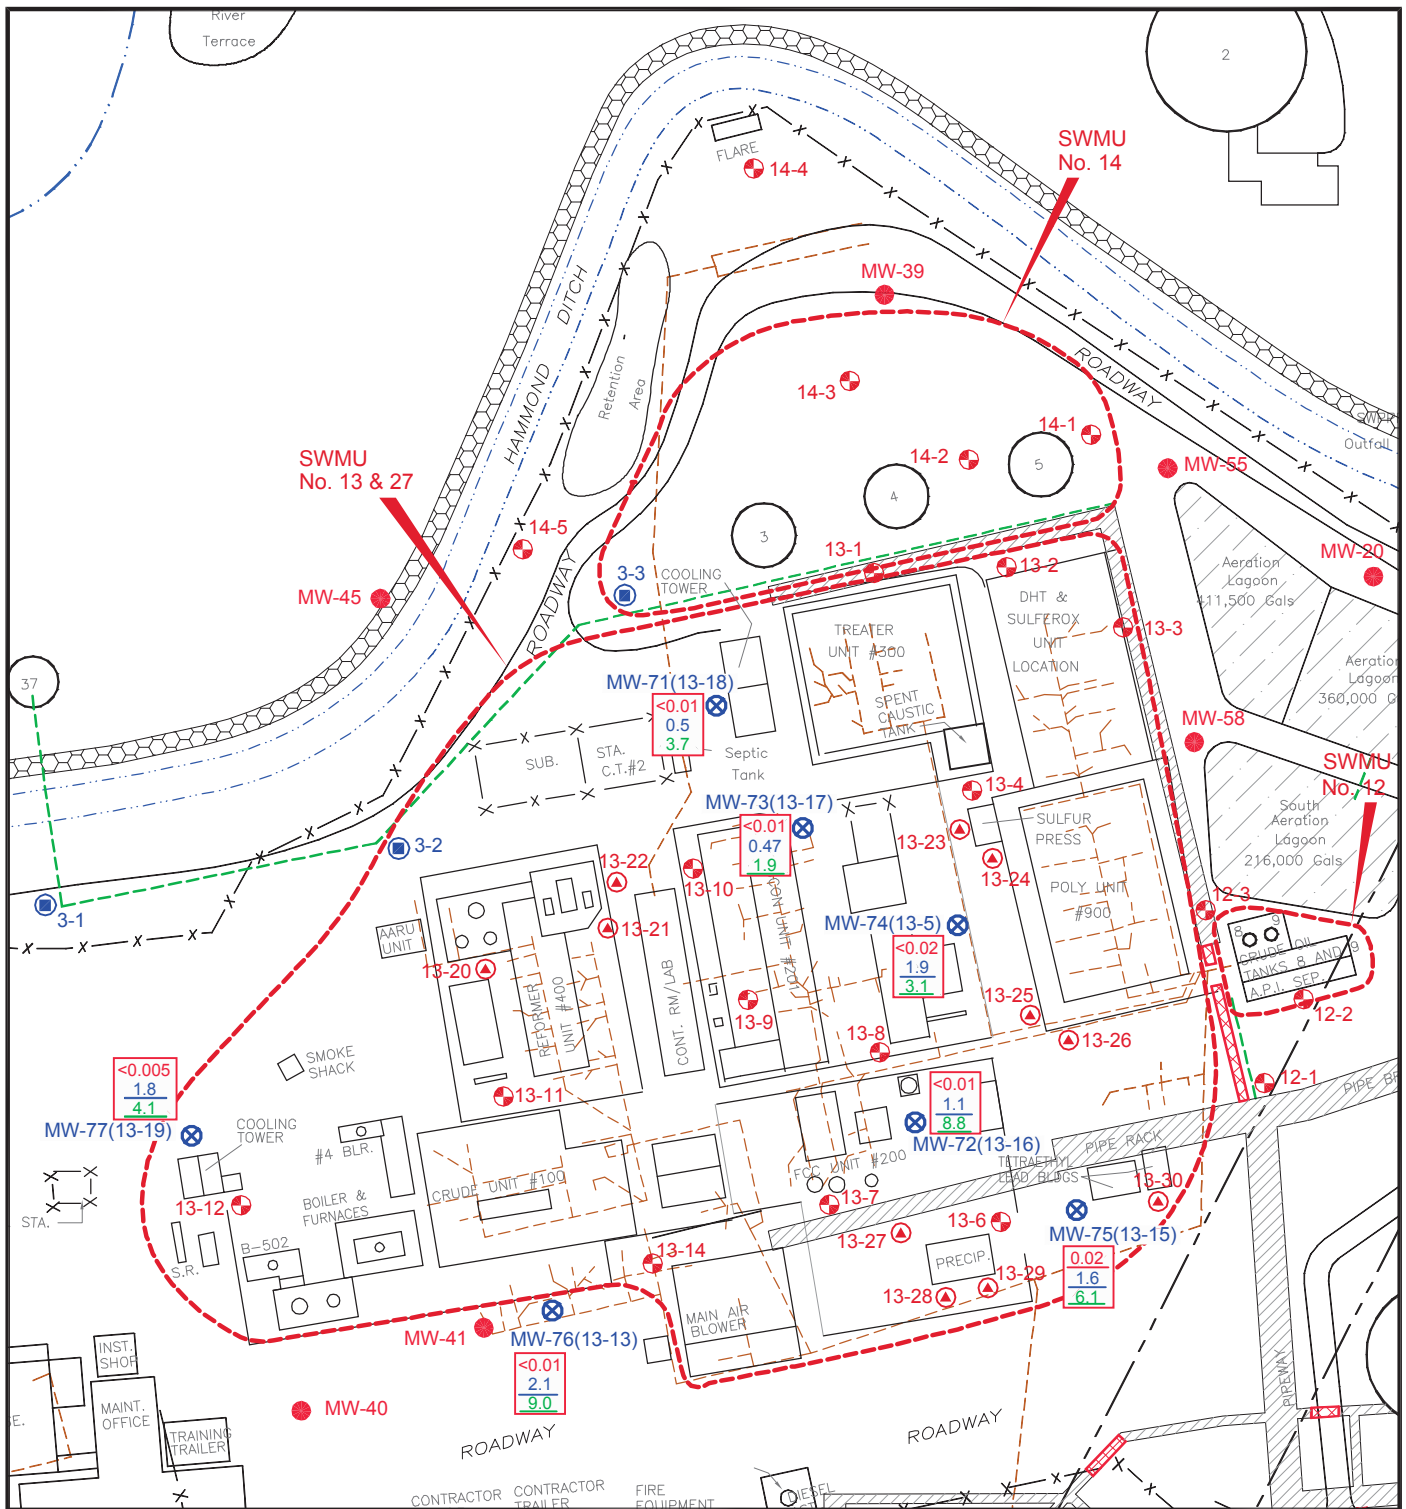 River
Terrace
2
SWMU
No. 14
FLARE
14-4
MW-39
HAMMOND DITCH
Retention
Area
ROADWAY
14-3
14-1
14-2
5
4
3
MW-55
SWMU
No. 13 & 27
14-5
Outfall
MW-20
13-1
13-2
3-3
COOLING
TOWER
MW-45
ROADWAY
Aeration
Lagoon
411,500 Gals
DHT &
SULFEROX
UNIT
LOCATION
13-3
TREATER
UNIT #300
37
Aeration
Lagoon
360,000
MW-71(13-18)
<0.01
0.5
3.7
SPENT
CAUSTIC
TANK
MW-58
SUB.
STA.
C.T.#2
Septic
Tank
SWMU
No. 12
13-4
MW-73(13-17)
<0.01
0.47
1.9
South
Aeration
Lagoon
216,000 Gals
13-23
SULFUR
PRESS
3-2
13-22
13-10
13-24
POLY UNIT
#900
12-3
3-1
AARU
UNIT
13-21
MW-74(13-5)
<0.02
1.9
3.1
8
9
CRUDE OIL
TANKS 8 AND 9
A.P.I. SEP.
13-20
REFORMER
UNIT #400
CONT. RM/LAB
13-9
13-25
12-2
13-8
13-26
SMOKE
SHACK
<0.005
1.8
4.1
MW-77(13-19)
13-11
<0.01
1.1
8.8
MW-72(13-16)
12-1
PIPE
COOLING
TOWER
#4 BLR.
PIPE RACK
FCC UNIT #200
TETRAETHYL
LEAD BLDGS
CRUDE UNIT #100
STA.
13-12
BOILER &
FURNACES
13-7
13-6
13-30
MW-75(13-15)
0.02
1.6
6.1
B-502
S.R.
13-14
13-27
PRECIP.
13-29
13-28
MAIN AIR
BLOWER
MW-41
MW-76(13-13)
<0.01
2.1
9.0
INST.
SHOP
MAINT.
OFFICE
MW-40
TRAINING
TRAILER
ROADWAY
ROADWAY
PIPEWAY
CONTRACTOR
CONTRACTOR
TRAILER
FIRE
EQUIPMENT
DIESEL